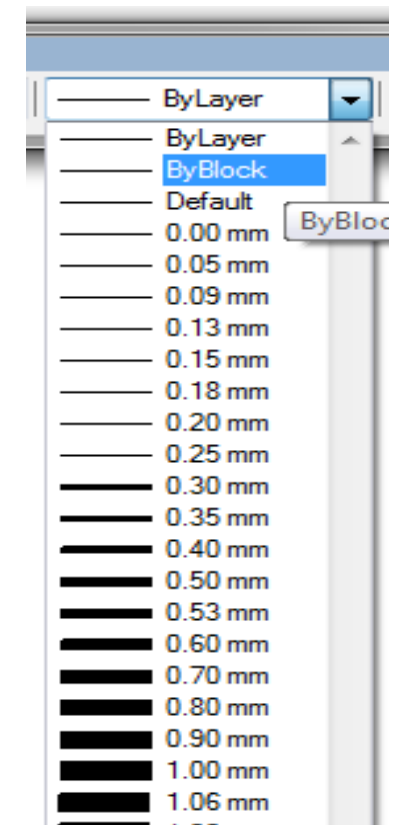 ByLayer
ByLayer
ByBlock
Default
ByBloc
0.00 mm
0.05 mm
0.09 mm
0.13 mm
0.15 mm
0.18 mm
0.20 mm
0.25 mm
0.30 mm
0.35 mm
0.40 mm
0.50 mm
0.53 mm
0.60 mm
0.70 mm
0.80 mm
0.90 mm
1.00 mm
1.06 mm